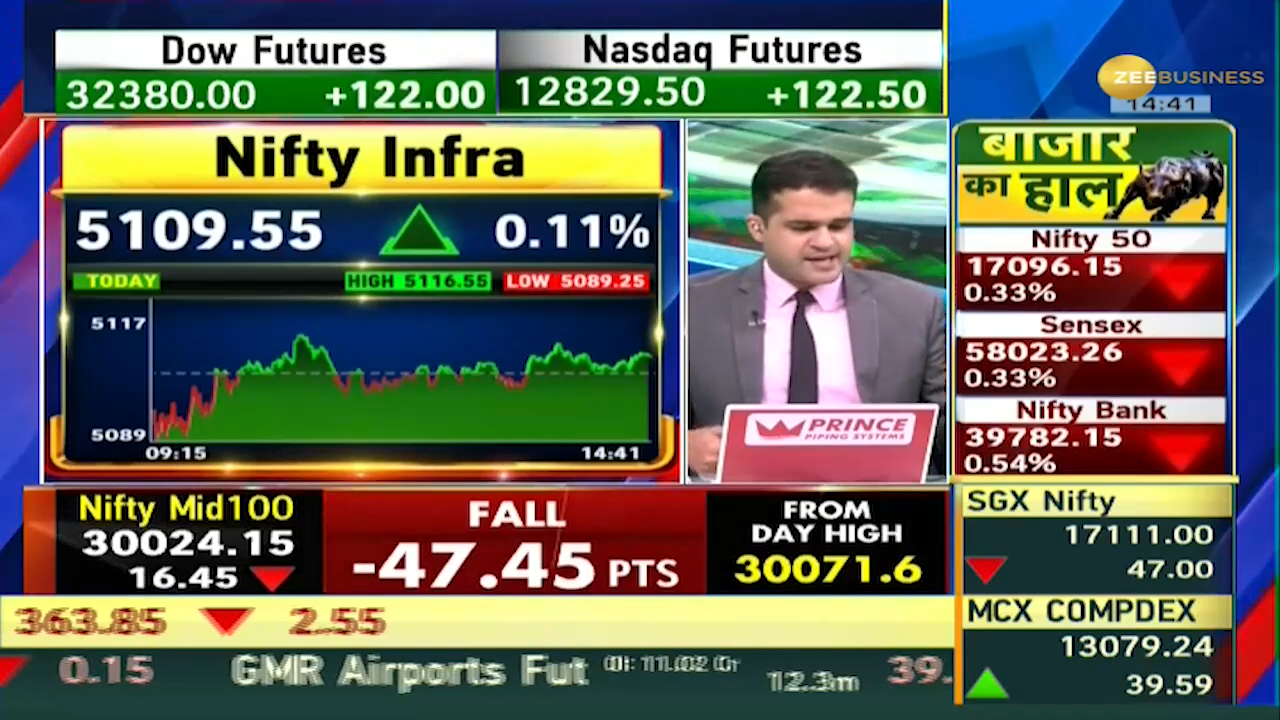 Dow Futures
32380.00 +122.00
Nasdaq Futures
12829.50 +122.50
ZEEBUSINESS
14:41
Nifty Infra
5109.55 0.11%
TODAY HIGH 5116.55 LOW 5089.25
5117
5089
09:15 14:41
PRINCE
PIPING SYSTEMS
बाजार
का हाल
Nifty 50
17096.15
0.33%
Sensex
58023.26
0.33%
Nifty Bank
39782.15
0.54%
SGX Nifty
17111.00
47.00
MCX COMPDEX
13079.24
39.59
Nifty Mid100
30024.15
16.45
FALL
-47.45 PTS
FROM
DAY HIGH
30071.6
363.85 2.55
0.15 GMR Airports Fut 12.3m 39.